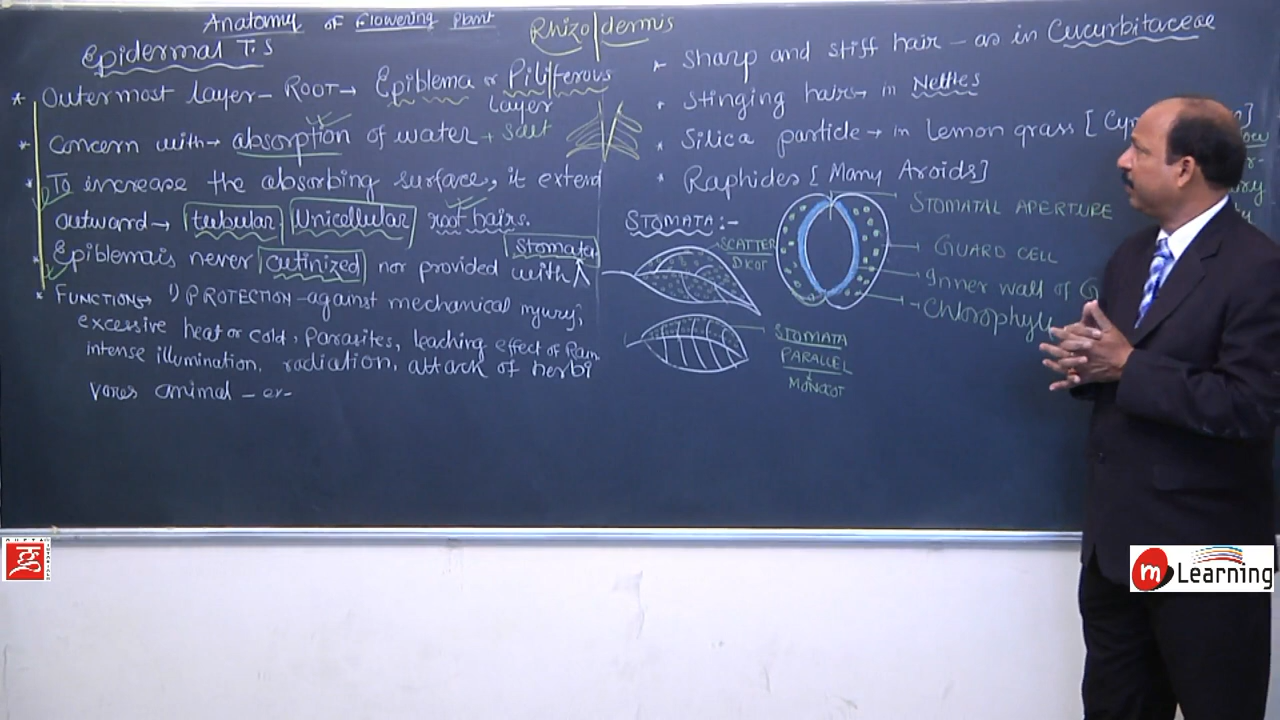 Anatomy of Flowering Plant
Rhizo|dermis
Epidermal T.S
* Outermost layer – Root → Epiblema or Piliferous
Layer
* Concern with → absorption of water + Salt
* To increase the absorbing surface, it extend
outward → tubular Unicellular root hairs.
* Epiblema is never cutinized nor provided with
Stomata
* Function → 1) PROTECTION – against mechanical injury,
excessive heat or cold, Parasites, leaching effect of Rain
intense illumination, radiation, attack of herbi
vores animal – ex-
* Sharp and stiff hair – as in Cucurbitaceae
* Stinging hairs → in Nettles
* Silica particle → in Lemon grass [
* Raphides [Many Aroids]
STOMATA :-
SCATTER
DICOT
STOMATA
PARALLEL
MONOCOT
STOMATAL APERTURE
GUARD CELL
Inner wall of G
Chlorophyll
m Learning